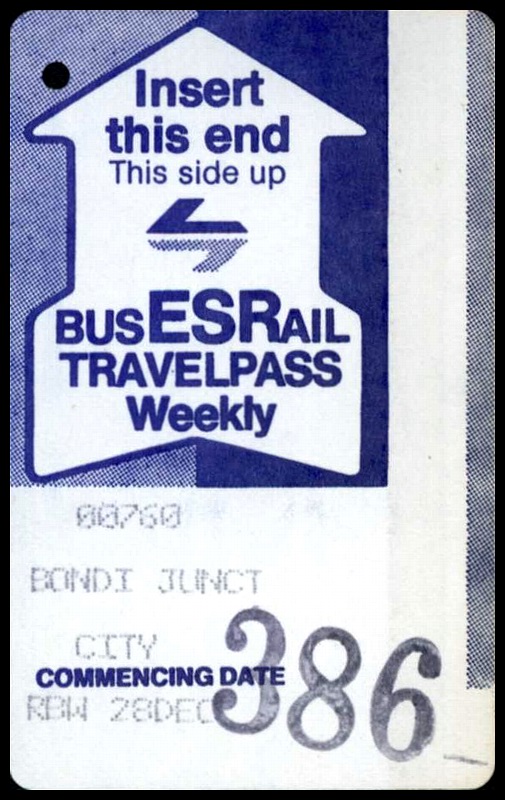 Insert
this end
This side up
BUSESRAIL
TRAVELPASS
Weekly
00760
BONDI JUNCT
CITY
COMMENCING DATE
RBW 28DEC
386